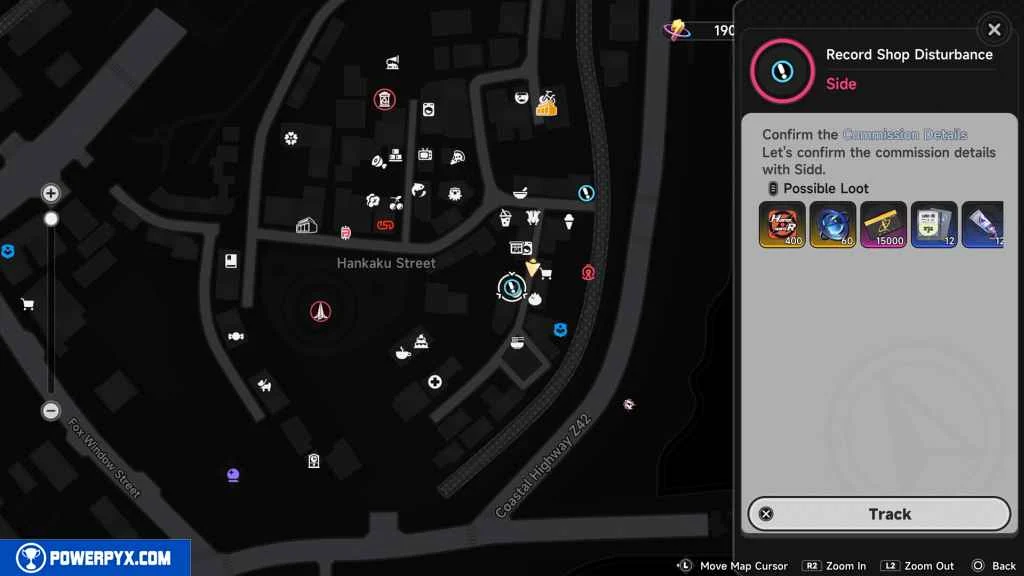 190
Record Shop Disturbance
Side
Confirm the Commission Details
Let's confirm the commission details
with Sidd.
Possible Loot
400
60
15000
12
12
Hankaku Street
Fox Window Street
Coastal Highway Z42
Track
L Move Map Cursor R2 Zoom In L2 Zoom Out Back
POWERPYX.COM